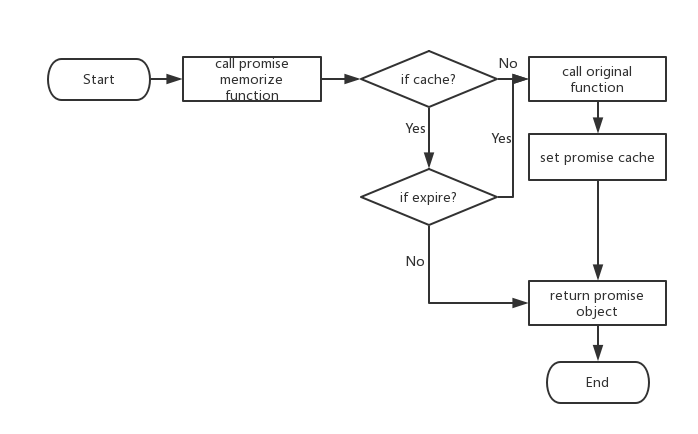 Start
call promise
memorize
function
if cache?
No
call original
function
Yes
Yes
set promise cache
if expire?
No
return promise
object
End